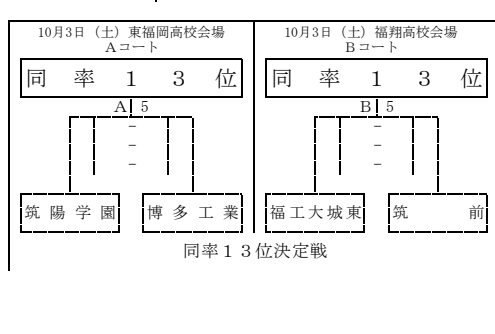 10月3日（土）東福岡高校会場
Aコート
同率13位
A 5
－
－
－
筑陽学園 博多工業
10月3日（土）福翔高校会場
Bコート
同率13位
B 5
－
－
－
福工大城東 筑前
同率13位決定戦